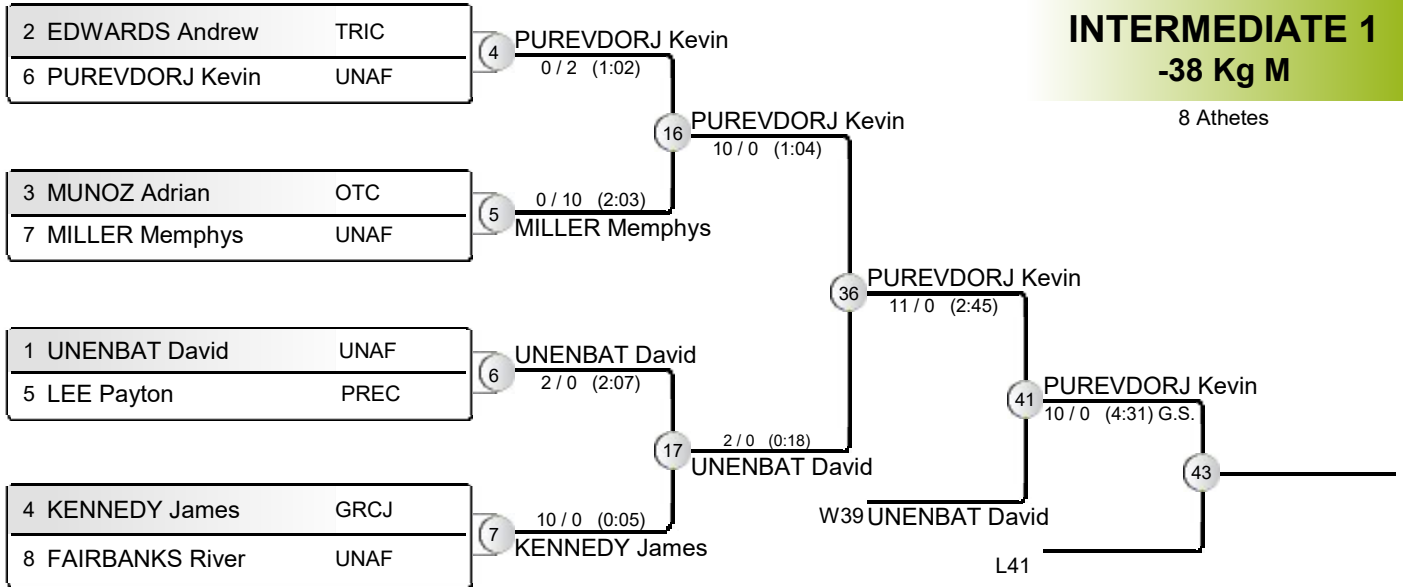 INTERMEDIATE 1
-38 Kg M
8 Athetes
2 EDWARDS Andrew TRIC
6 PUREVDORJ Kevin UNAF
4
PUREVDORJ Kevin
0 / 2 (1:02)
16
PUREVDORJ Kevin
10 / 0 (1:04)
3 MUNOZ Adrian OTC
7 MILLER Memphys UNAF
5
0 / 10 (2:03)
MILLER Memphys
36
PUREVDORJ Kevin
11 / 0 (2:45)
1 UNENBAT David UNAF
5 LEE Payton PREC
6
UNENBAT David
2 / 0 (2:07)
41
PUREVDORJ Kevin
10 / 0 (4:31) G.S.
17
2 / 0 (0:18)
UNENBAT David
43
4 KENNEDY James GRCJ
8 FAIRBANKS River UNAF
7
10 / 0 (0:05)
KENNEDY James
W39 UNENBAT David
L41